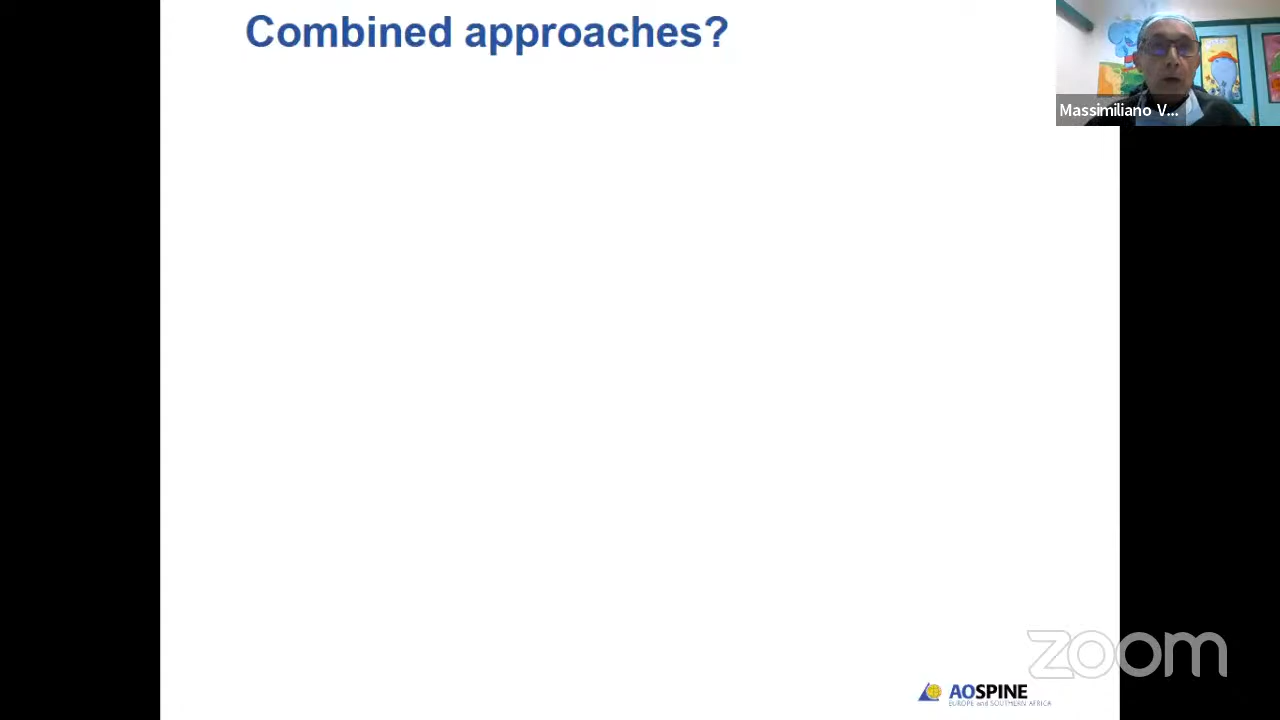 Combined approaches?
Massimiliano V...
zoom
AOSPINE
EUROPE and SOUTHERN AFRICA